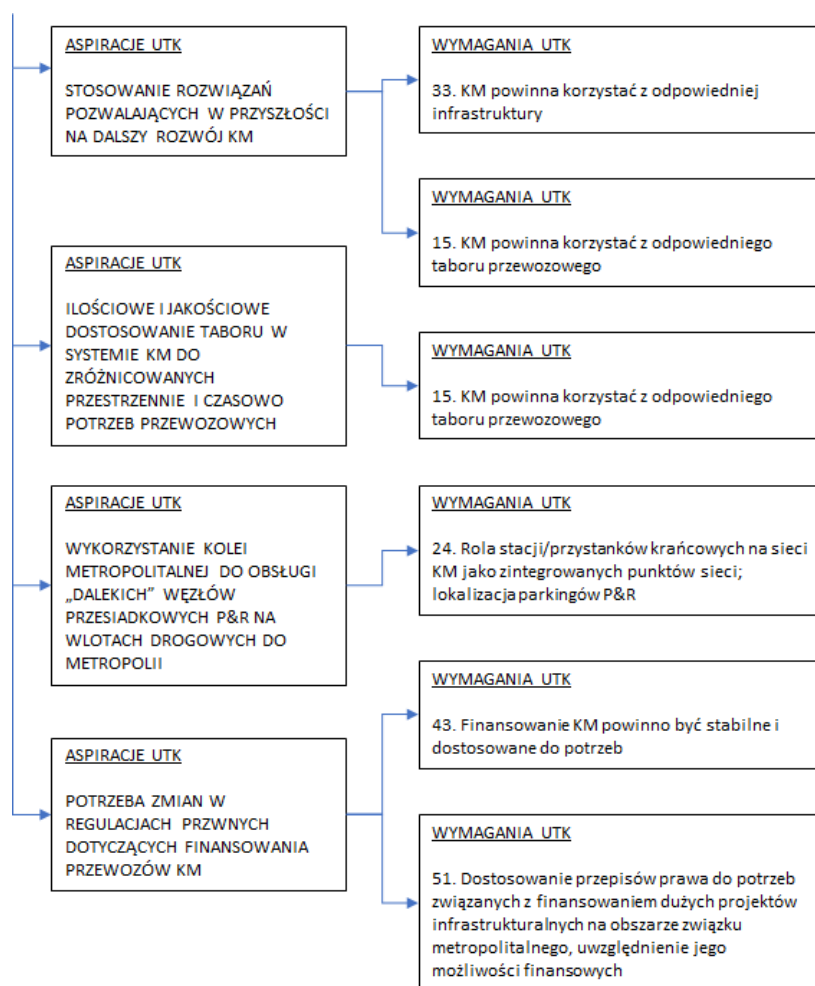 ASPIRACJE UTK
STOSOWANIE ROZWIĄZAŃ
POZWALAJĄCYCH W PRZYSZŁOŚCI
NA DALSZY ROZWÓJ KM
WYMAGANIA UTK
33. KM powinna korzystać z odpowiedniej
infrastruktury
WYMAGANIA UTK
15. KM powinna korzystać z odpowiedniego
taboru przewozowego
ASPIRACJE UTK
ILOŚCIOWE I JAKOŚCIOWE
DOSTOSOWANIE TABORU W
SYSTEMIE KM DO
ZRÓŻNICOWANYCH
PRZESTRZENNIE I CZASOWO
POTRZEB PRZEWOZOWYCH
WYMAGANIA UTK
15. KM powinna korzystać z odpowiedniego
taboru przewozowego
ASPIRACJE UTK
WYKORZYSTANIE KOLEI
METROPOLITALNEJ DO OBSŁUGI
„DALEKICH” WĘZŁÓW
PRZESIADKOWYCH P&R NA
WLOTACH DROGOWYCH DO
METROPOLII
WYMAGANIA UTK
24. Rola stacji/przystanków krańcowych na sieci
KM jako zintegrowanych punktów sieci;
lokalizacja parkingów P&R
ASPIRACJE UTK
POTRZEBA ZMIAN W
REGULACJACH PRZWNYCH
DOTYCZĄCYCH FINANSOWANIA
PRZEWOZÓW KM
WYMAGANIA UTK
43. Finansowanie KM powinno być stabilne i
dostosowane do potrzeb
WYMAGANIA UTK
51. Dostosowanie przepisów prawa do potrzeb
związanych z finansowaniem dużych projektów
infrastrukturalnych na obszarze związku
metropolitalnego, uwzględnienie jego
możliwości finansowych